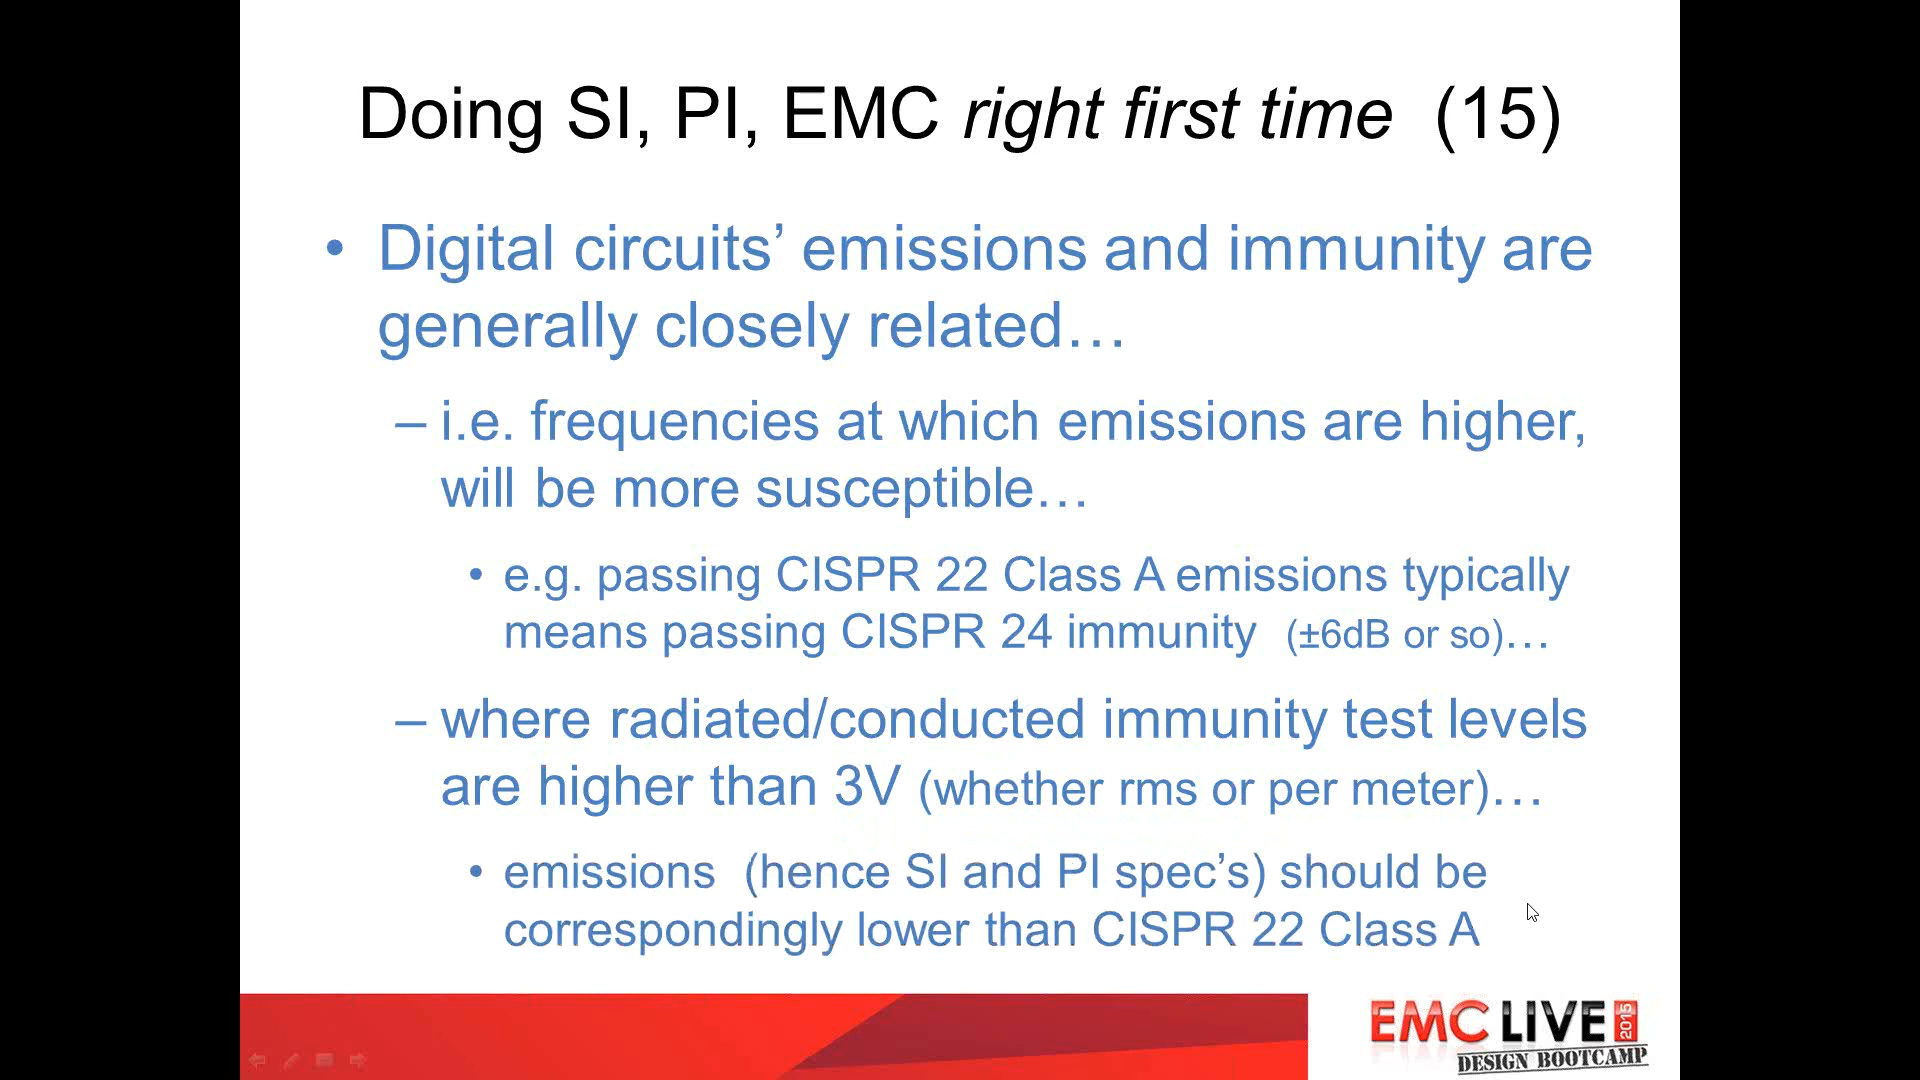 Doing SI, PI, EMC right first time (15)
• Digital circuits’ emissions and immunity are
generally closely related…
– i.e. frequencies at which emissions are higher,
will be more susceptible…
• e.g. passing CISPR 22 Class A emissions typically
means passing CISPR 24 immunity (±6dB or so)…
– where radiated/conducted immunity test levels
are higher than 3V (whether rms or per meter)…
• emissions (hence SI and PI spec’s) should be
correspondingly lower than CISPR 22 Class A
EMC LIVE 2015
DESIGN BOOTCAMP